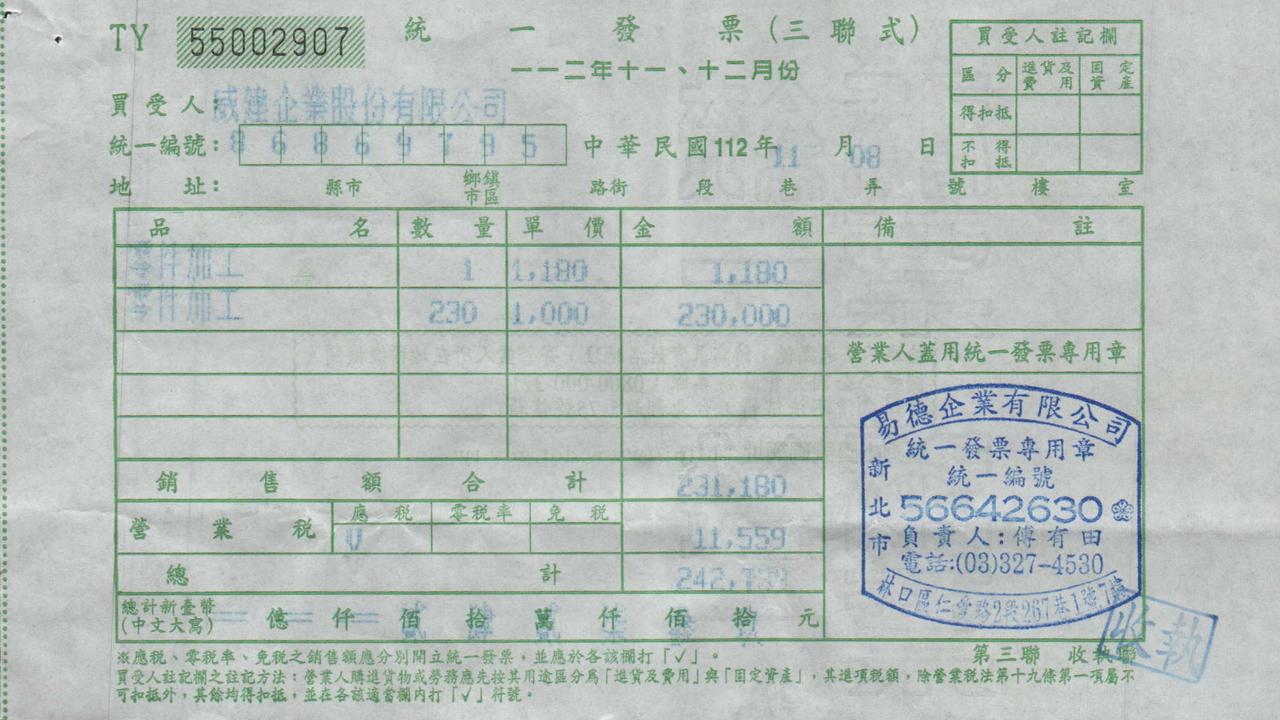 TY 55002907 統一發票(三聯式)
一一二年十一、十二月份
買受人註記欄
區分 進貨及費用 固定資產
得扣抵
不得扣抵
買受人:威建企業股份有限公司
統一編號: 86869795 中華民國112年11月08日
地址: 縣市 鄉鎮市區 路街 段 巷 弄 號 樓 室
品名 數量 單價 金額 備註
零件加工 1 1,180 1,180
零件加工 230 1,000 230,000
營業人蓋用統一發票專用章
銷售額合計 231,180
營業稅 應稅 零稅率 免稅
V 11,559
總計 242,739
總計新臺幣(中文大寫) 億 仟 佰 拾 萬 仟 佰 拾 元
易德企業有限公司
統一發票專用章
統一編號
56642630
新北市
負責人:傅有田
電話:(03)327-4530
林口區仁愛路2段267巷1號7樓
※應稅、零稅率、免稅之銷售額應分別開立統一發票,並應於各該欄打「✓」。
第三聯 收執聯
收執
買受人註記欄之註記方法:營業人購進貨物或勞務應先按其用途區分為「進貨及費用」與「固定資產」,其進項稅額,除營業稅法第十九條第一項屬不
可扣抵外,其餘均得扣抵,並在各該適當欄內打「✓」符號。